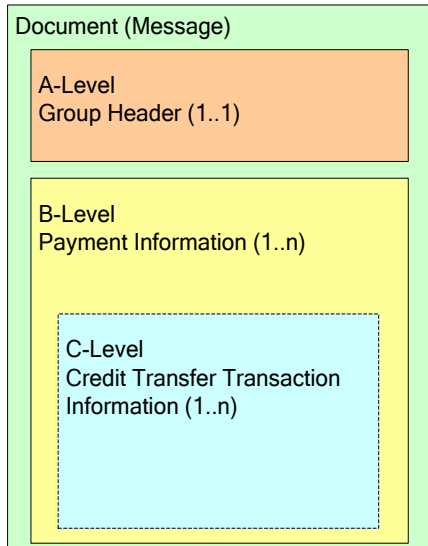 Document (Message)
A-Level
Group Header (1..1)
B-Level
Payment Information (1..n)
C-Level
Credit Transfer Transaction
Information (1..n)